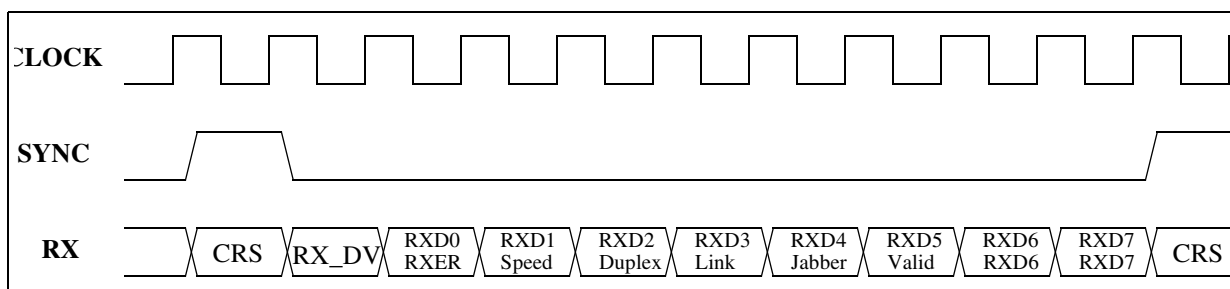 CLOCK
SYNC
RX
CRS
RX_DV
RXD0
RXER
RXD1
Speed
RXD2
Duplex
RXD3
Link
RXD4
Jabber
RXD5
Valid
RXD6
RXD6
RXD7
RXD7
CRS